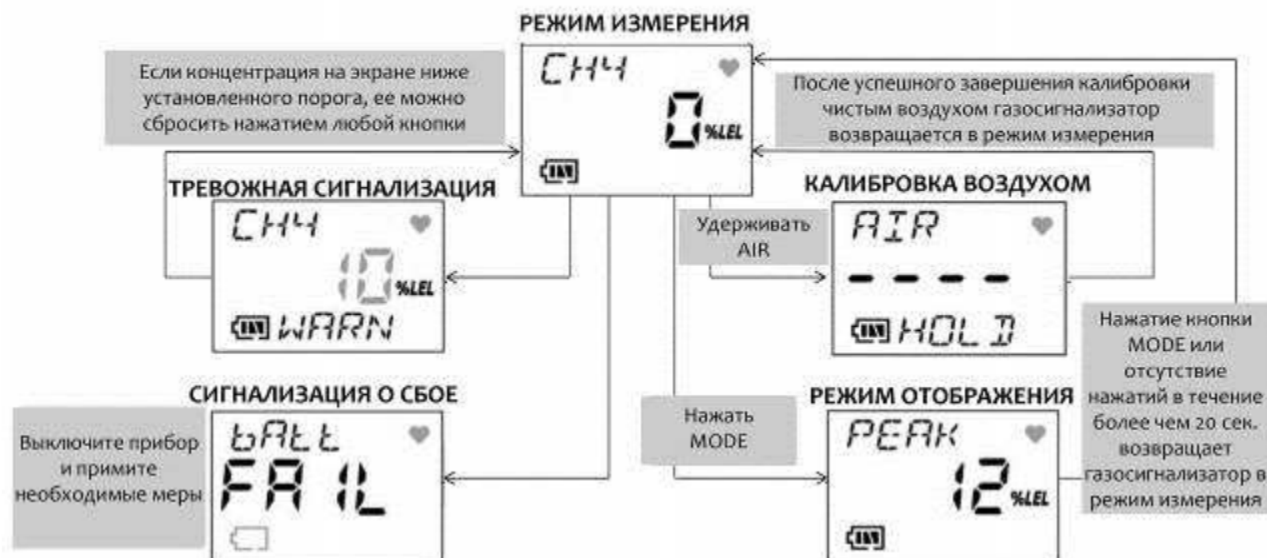 РЕЖИМ ИЗМЕРЕНИЯ
CH4
0 %LEL
Если концентрация на экране ниже
установленного порога, ее можно
сбросить нажатием любой кнопки
После успешного завершения калибровки
чистым воздухом газосигнализатор
возвращается в режим измерения
ТРЕВОЖНАЯ СИГНАЛИЗАЦИЯ
CH4
10 %LEL
WARN
КАЛИБРОВКА ВОЗДУХОМ
Удерживать
AIR
AIR
- - - -
HOLD
СИГНАЛИЗАЦИЯ О СБОЕ
Выключите прибор
и примите
необходимые меры
bAtt
FAIL
РЕЖИМ ОТОБРАЖЕНИЯ
Нажать
MODE
PEAK
12 %LEL
Нажатие кнопки
MODE или
отсутствие
нажатий в течение
более чем 20 сек.
возвращает
газосигнализатор в
режим измерения